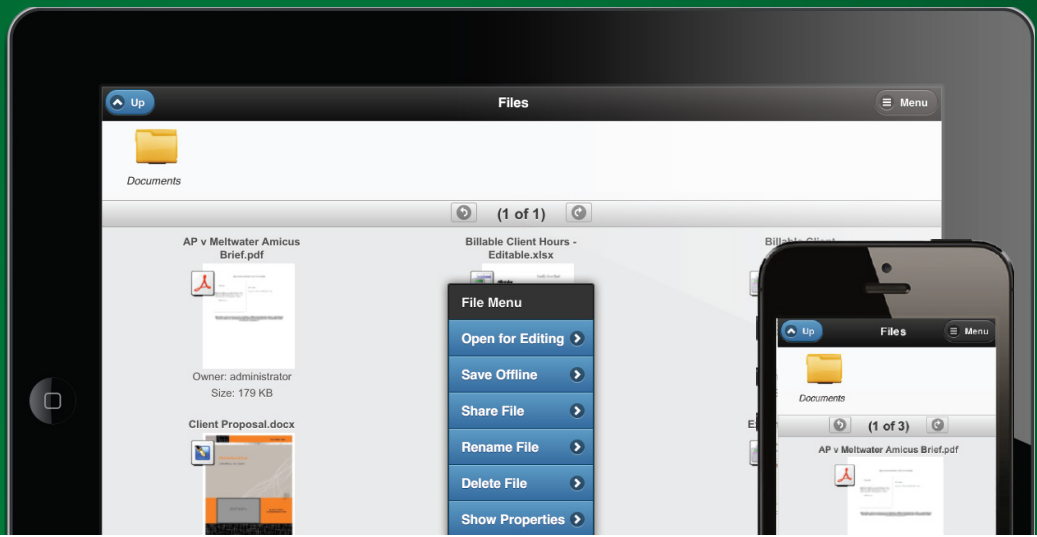 Up
Files
Menu
Documents
(1 of 1)
AP v Meltwater Amicus
Brief.pdf
Billable Client Hours -
Editable.xlsx
Billable Client
Owner: administrator
Size: 179 KB
Client Proposal.docx
File Menu
Open for Editing
Save Offline
Share File
Rename File
Delete File
Show Properties
Up
Files
Menu
Documents
(1 of 3)
AP v Meltwater Amicus Brief.pdf